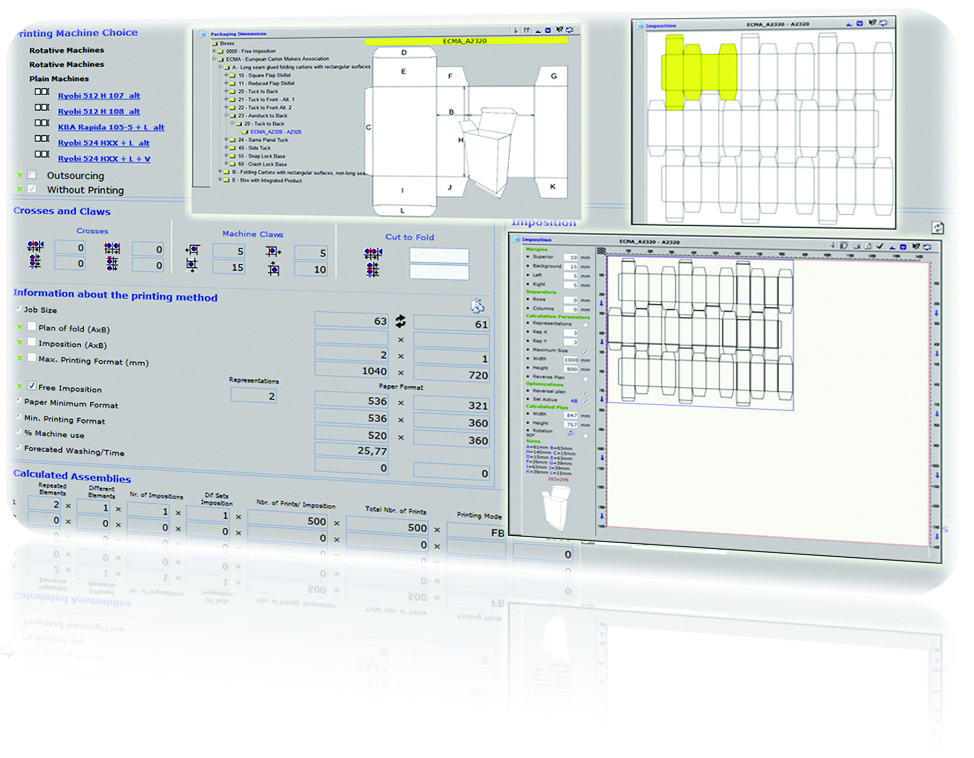 Printing Machine Choice
Rotative Machines
Rotative Machines
Plain Machines
Ryobi 512 H 107_alt
Ryobi 512 H 108_alt
KBA Rapida 105-5 + L_alt
Ryobi 524 HXX + L_alt
Ryobi 524 HXX + L + V
Outsourcing
Without Printing
Packaging Dimensions
Boxes
0000 - Free Imposition
ECMA - European Carton Makers Association
A - Long seam glued folding cartons with rectangular surfaces
10 - Square Flap Skillet
11 - Reduced Flap Skillet
20 - Tuck to Back
21 - Tuck to Front - Alt. 1
22 - Tuck to Front Alt. 2
23 - Aerstuck to Back
20 - Tuck to Back
ECMA_A2320 - A2320
24 - Same Panel Tuck
40 - Side Tuck
55 - Snap Lock Base
60 - Crash Lock Base
B - Folding Cartons with rectangular surfaces, non-long sea
E - Box with Integrated Product
ECMA_A2320
D
E
F
G
B
C
H
I
J
K
L
Imposition
ECMA_A2320 - A2320
Crosses and Claws
Crosses
0
0
0
0
Machine Claws
5
5
15
10
Cut to Fold
Information about the printing method
Job Size
63
61
Plan of fold (AxB)
×
Imposition (AxB)
2 × 1
Max. Printing Format (mm)
1040 × 720
Free Imposition
Representations
2
Paper Format
Paper Minimum Format
536 × 321
Min. Printing Format
536 × 360
% Machine use
520 × 360
Forecated Washing/Time
25,77
0
0
Calculated Assemblies
Repeated Elements
Different Elements
Nr. of Impositions
Dif Sets Imposition
Nbr. of Prints/ Imposition
Total Nbr. of Prints
Printing Mode
1 2 × 1 × 1 × 1 × 500 × 500 × FB
0 × 0 × 0 × 0 × 0 × 0 ×
0
Imposition
Imposition
ECMA_A2320 - A2320
Margins
Superior 10 mm
Background 15 mm
Left 5 mm
Right 5 mm
Separators
Rows 0 mm
Columns 0 mm
Calculation Parameters
Representations
Rep X 3
Rep Y 3
Maximum Size
Width 1000 mm
Height 800 mm
Reverse Plan
Optimizations
Reversal plan
Set Active 48
Calculated Plan
Width 847 mm
Height 757 mm
Rotation 90º
Sizes
A=61mm B=63mm
H=140mm C=15mm
D=15mm E=63mm
F=39mm G=39mm
I=63mm J=39mm
K=39mm L=15mm
263x296